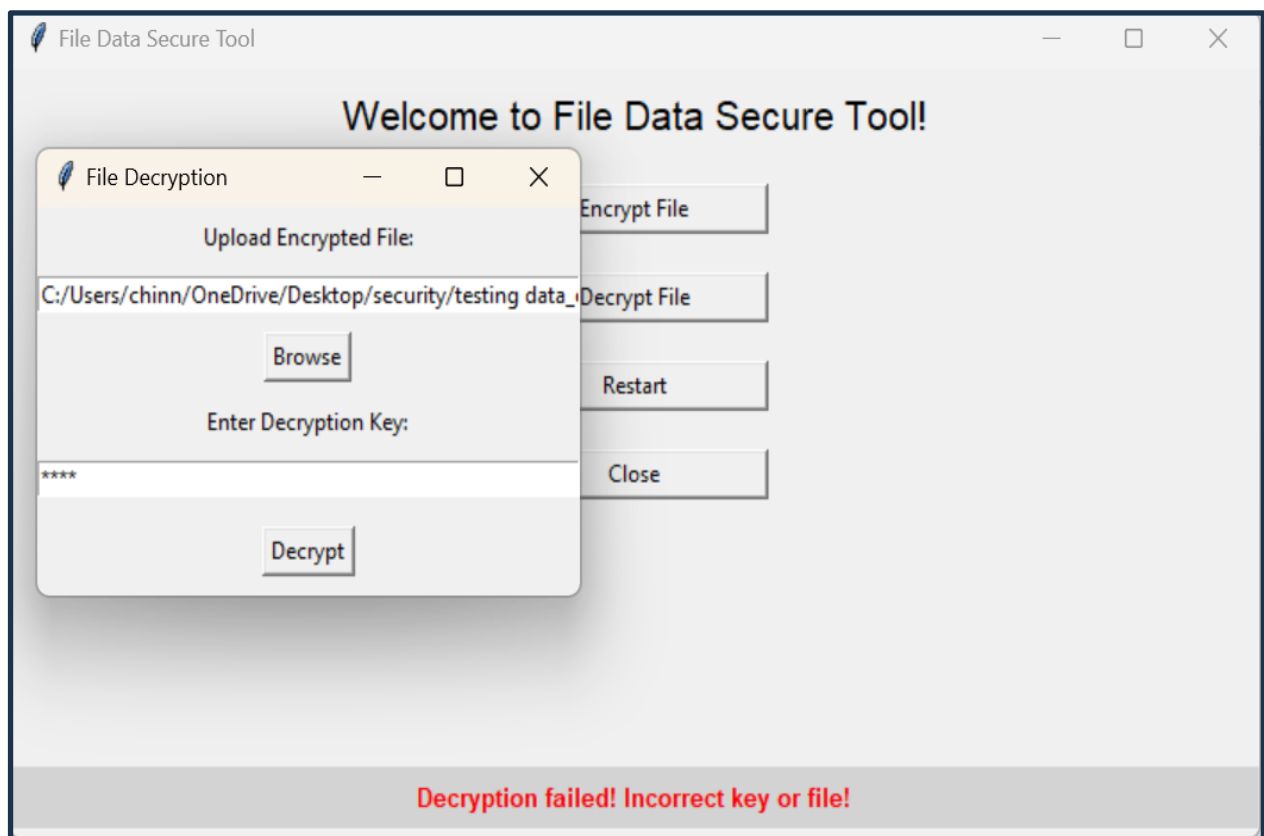 File Data Secure Tool
Welcome to File Data Secure Tool!
File Decryption
Upload Encrypted File:
C:/Users/chinn/OneDrive/Desktop/security/testing data_
Browse
Enter Decryption Key:
****
Decrypt
Encrypt File
Decrypt File
Restart
Close
Decryption failed! Incorrect key or file!